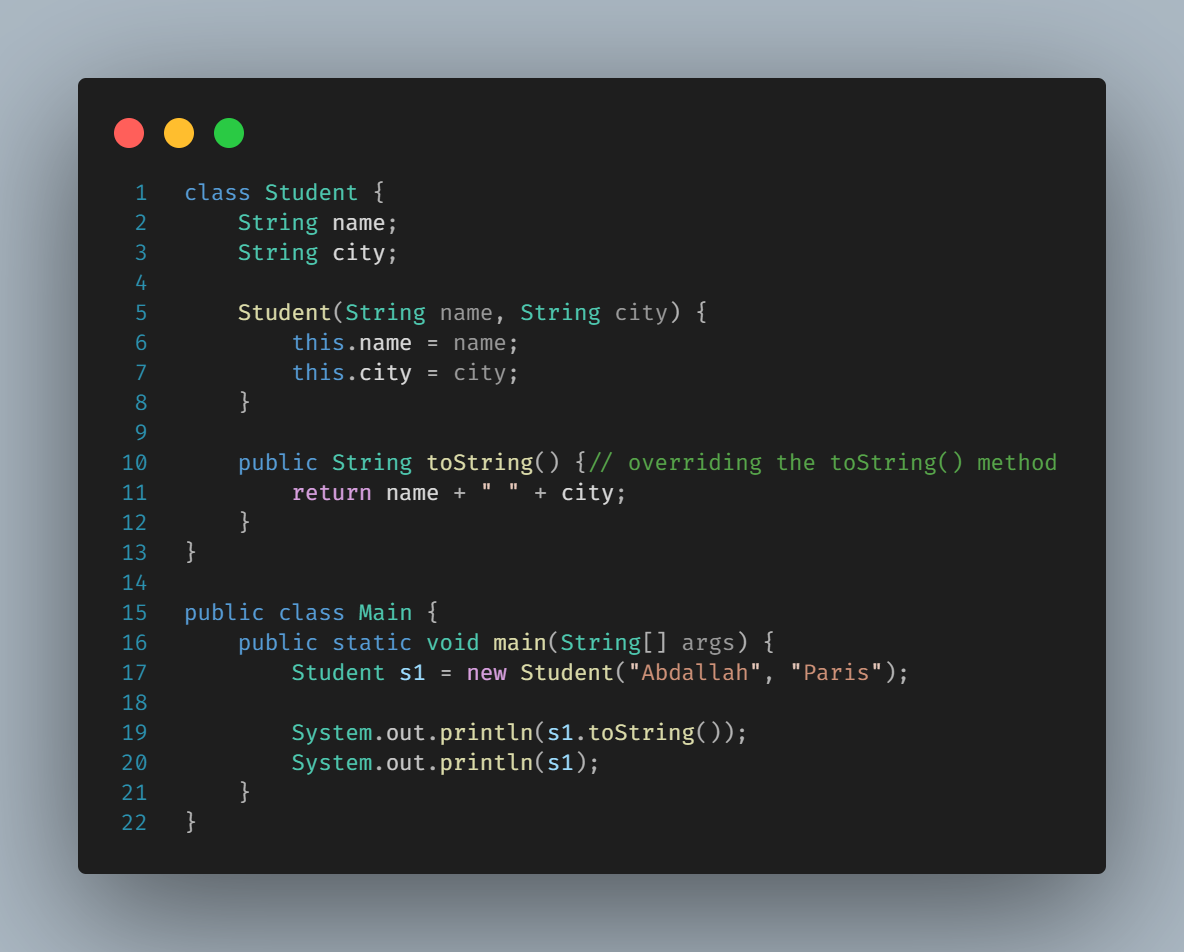 1 class Student {
2     String name;
3     String city;
4
5     Student(String name, String city) {
6         this.name = name;
7         this.city = city;
8     }
9
10     public String toString() {// overriding the toString() method
11         return name + " " + city;
12     }
13 }
14
15 public class Main {
16     public static void main(String[] args) {
17         Student s1 = new Student("Abdallah", "Paris");
18
19         System.out.println(s1.toString());
20         System.out.println(s1);
21     }
22 }